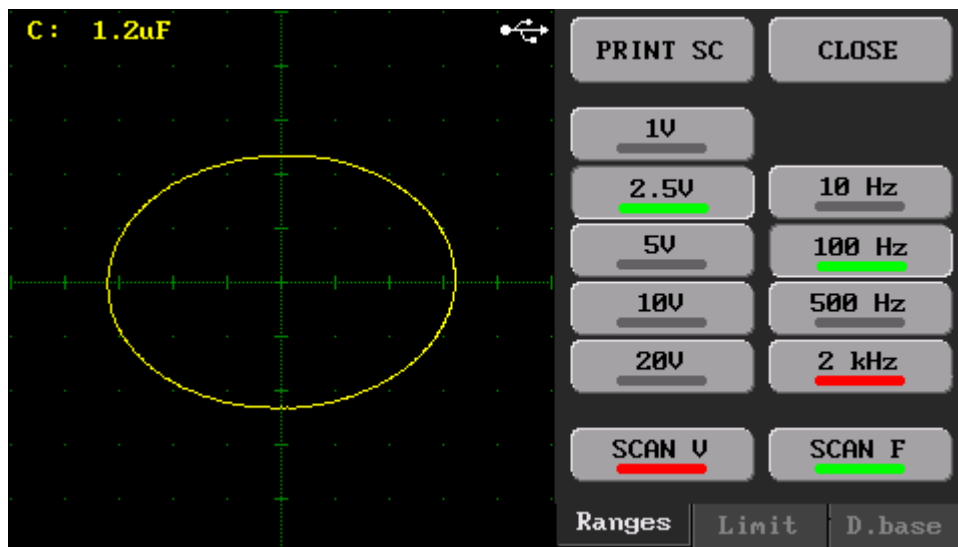 C: 1.2uF
PRINT SC CLOSE
1V
2.5V 10 Hz
5V 100 Hz
10V 500 Hz
20V 2 kHz
SCAN V SCAN F
Ranges Limit D.base